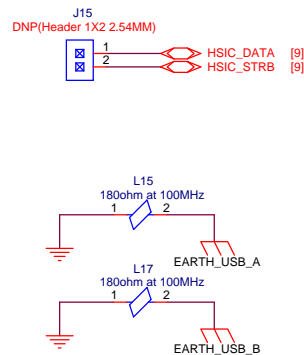 J15
DNP(Header 1X2 2.54MM)
1 HSIC_DATA [9]
2 HSIC_STRB [9]
L15
180ohm at 100MHz
1 2
EARTH_USB_A
L17
180ohm at 100MHz
1 2
EARTH_USB_B